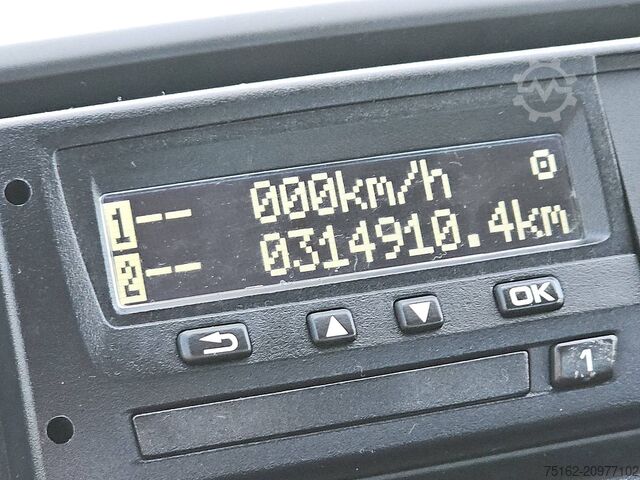 1-- 000km/h o
2-- 0314910.4km
OK
1
75162-20977102